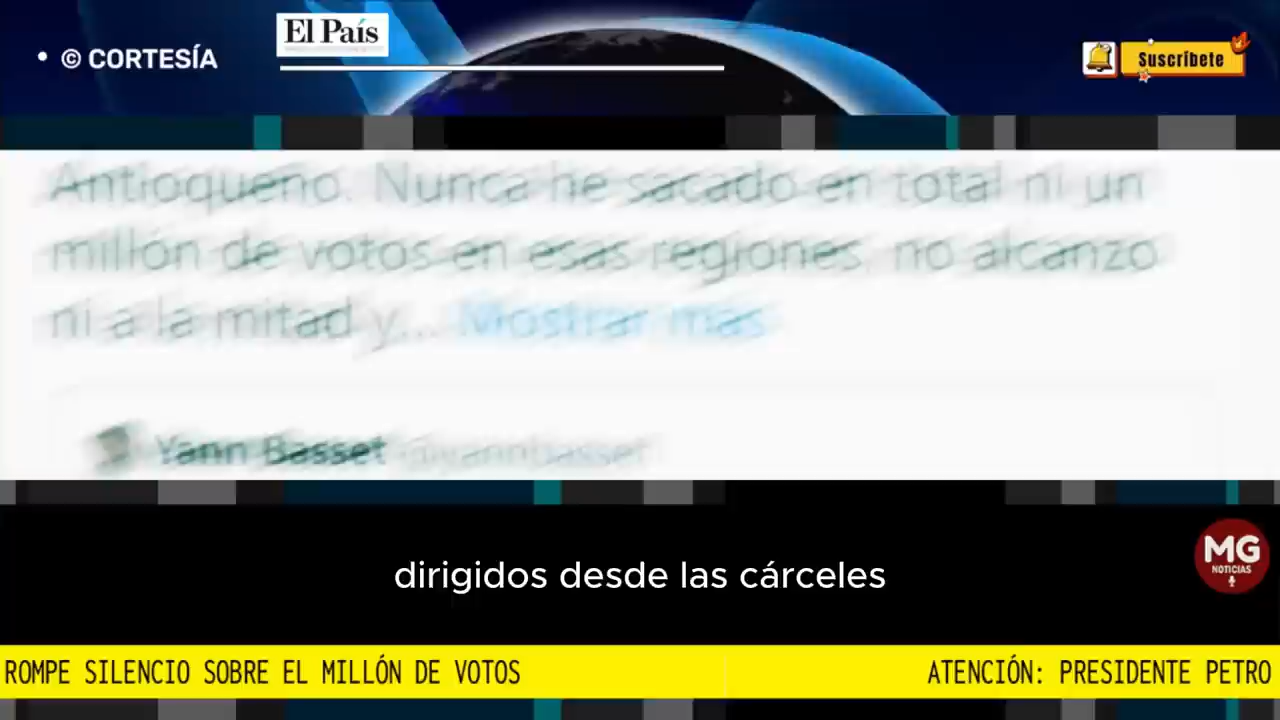 • © CORTESÍA
El País
Suscríbete
Antioqueño. Nunca he sacado en total ni un
millón de votos en esas regiones, no alcanzo
ni a la mitad y... Mostrar más
Yann Basset @yannbasset
dirigidos desde las cárceles
MG
NOTICIAS
ROMPE SILENCIO SOBRE EL MILLÓN DE VOTOS
ATENCIÓN: PRESIDENTE PETRO